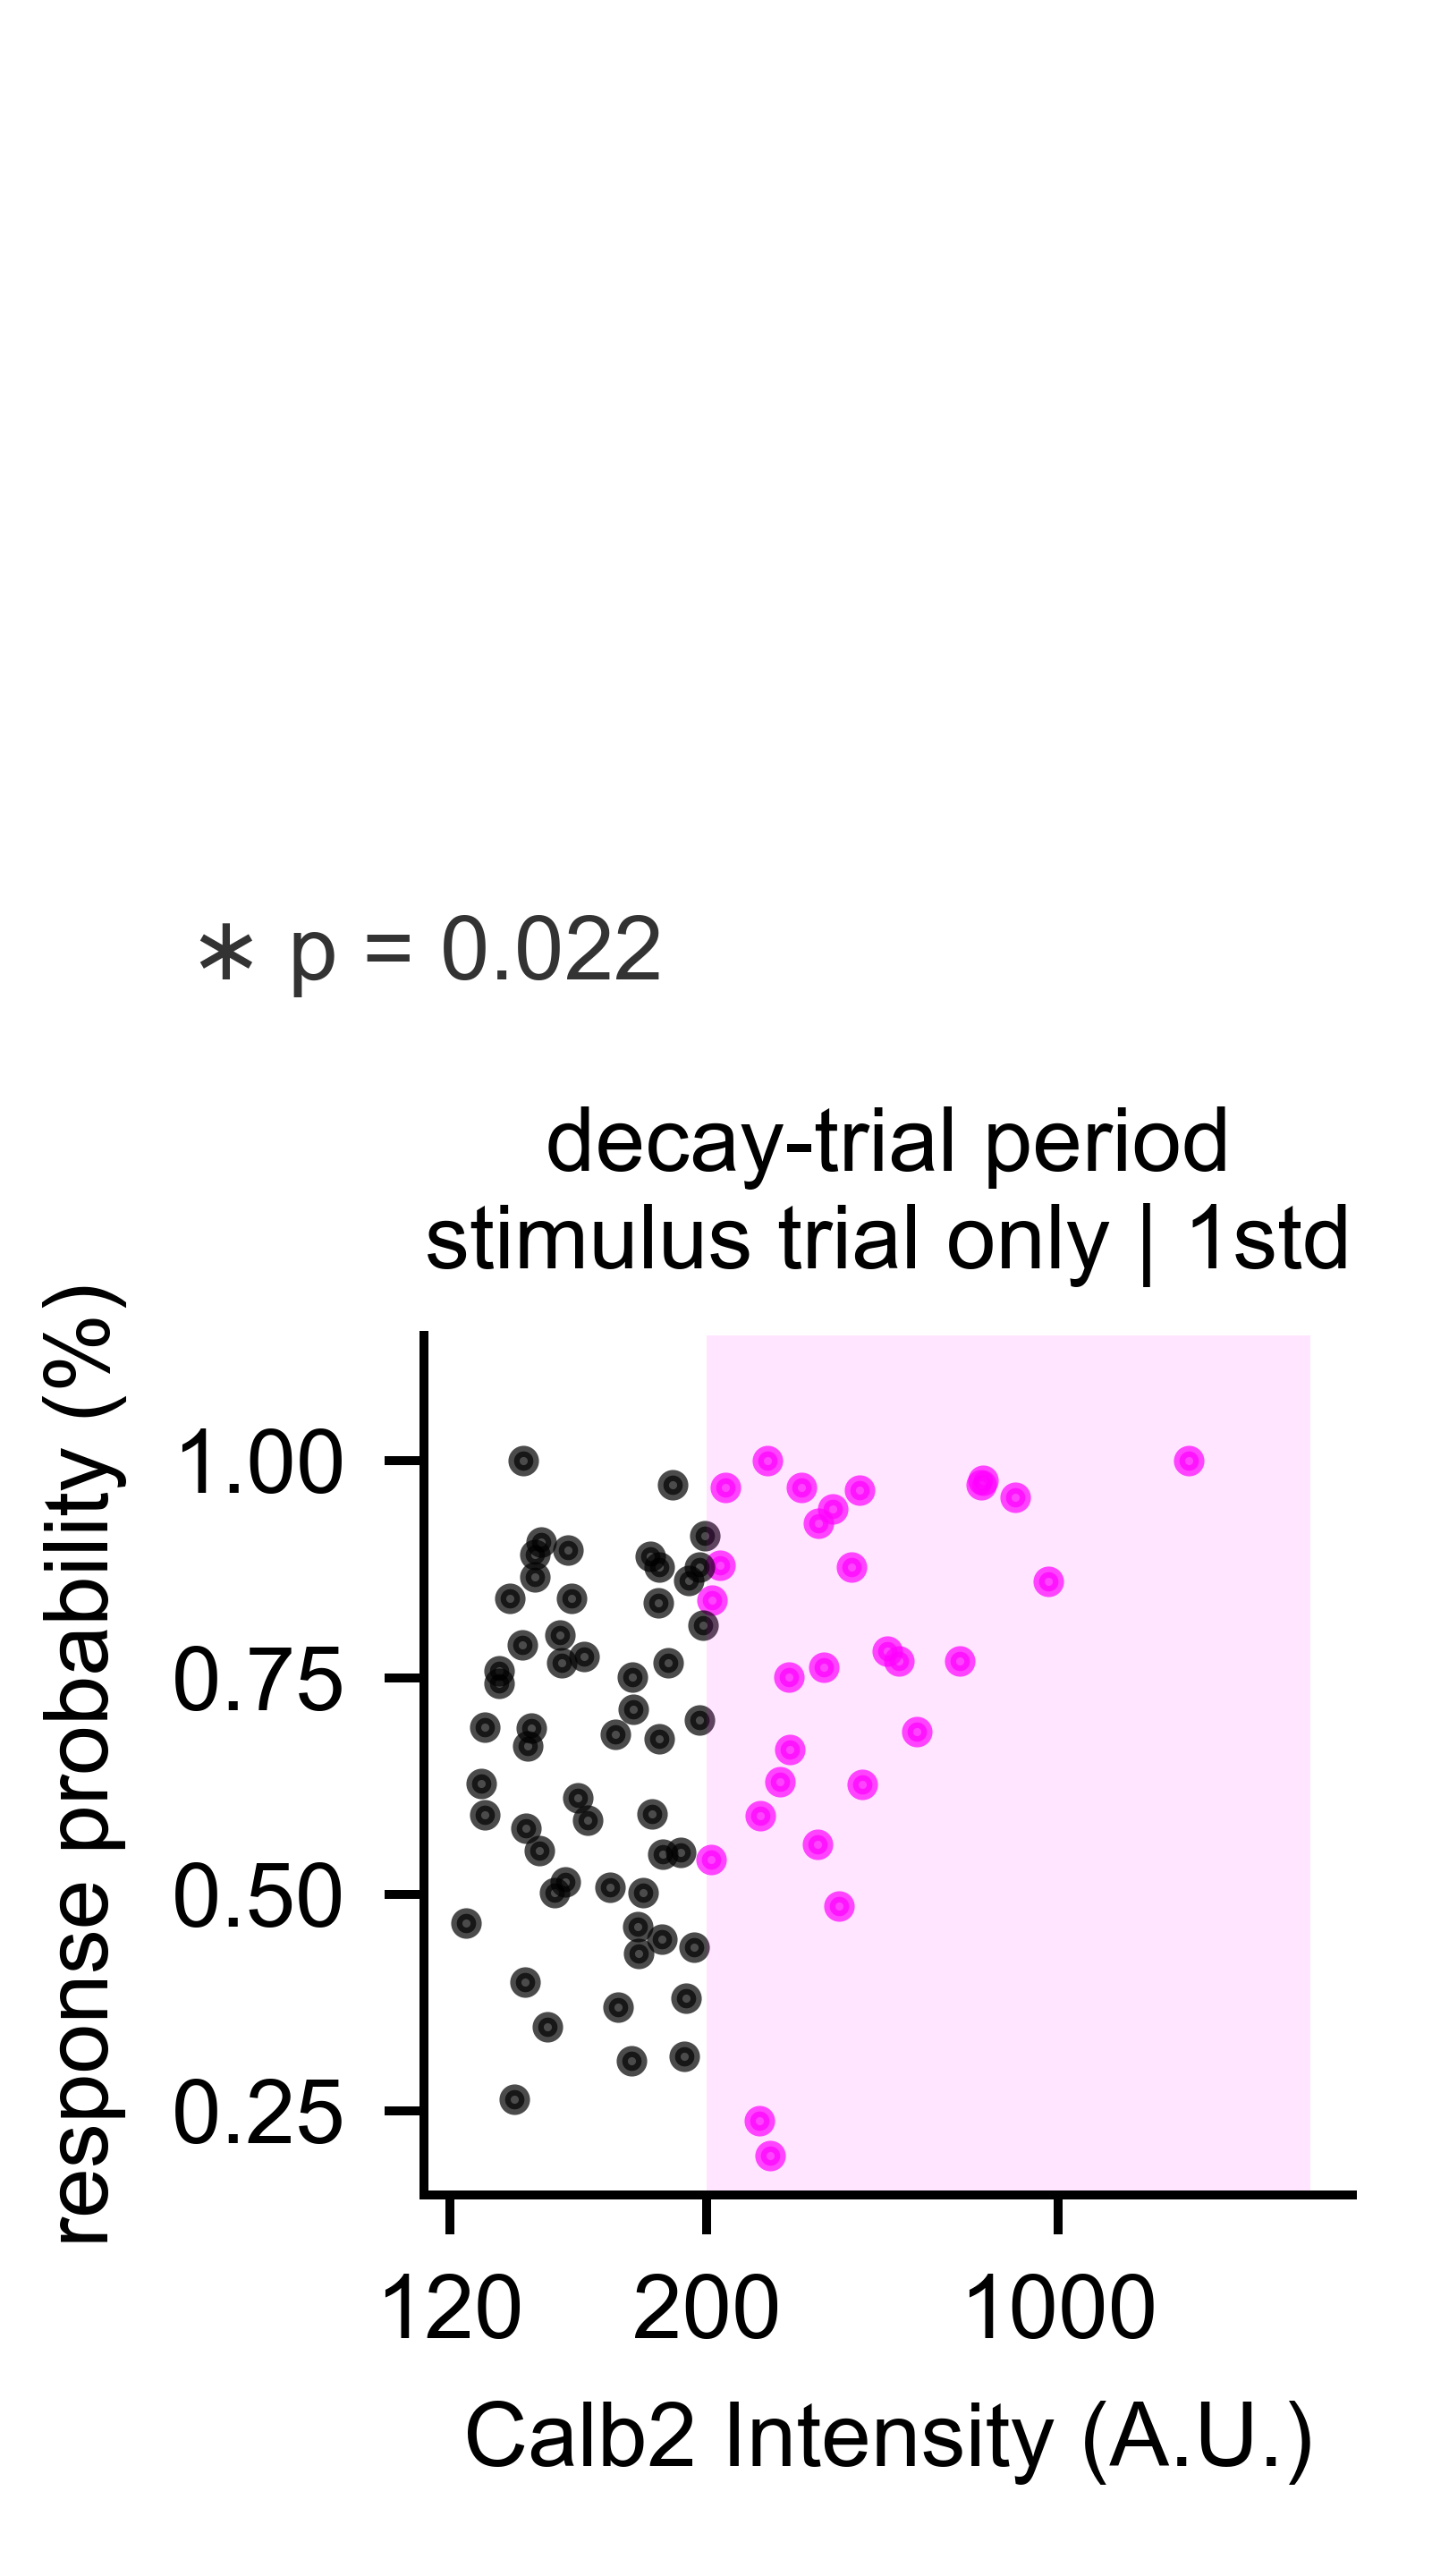 ∗ p = 0.022
decay-trial period
stimulus trial only | 1std
response probability (%)
1.00
0.75
0.50
0.25
120 200 1000
Calb2 Intensity (A.U.)